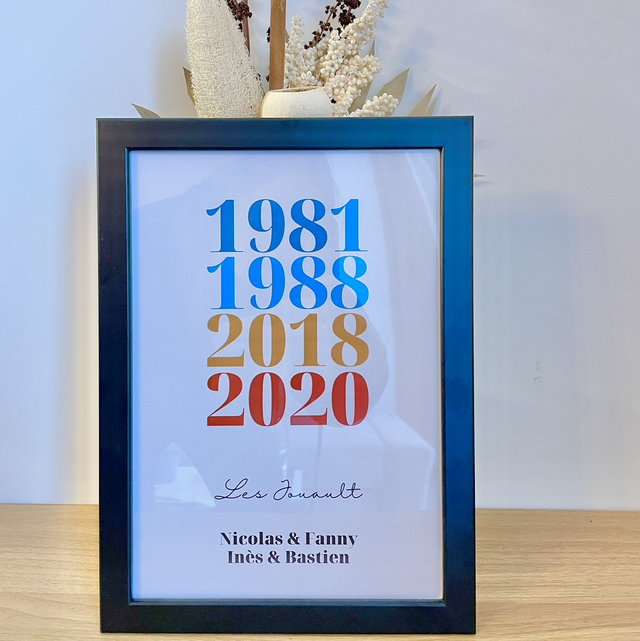 1981
1988
2018
2020
Les Jouault
Nicolas & Fanny
Inès & Bastien